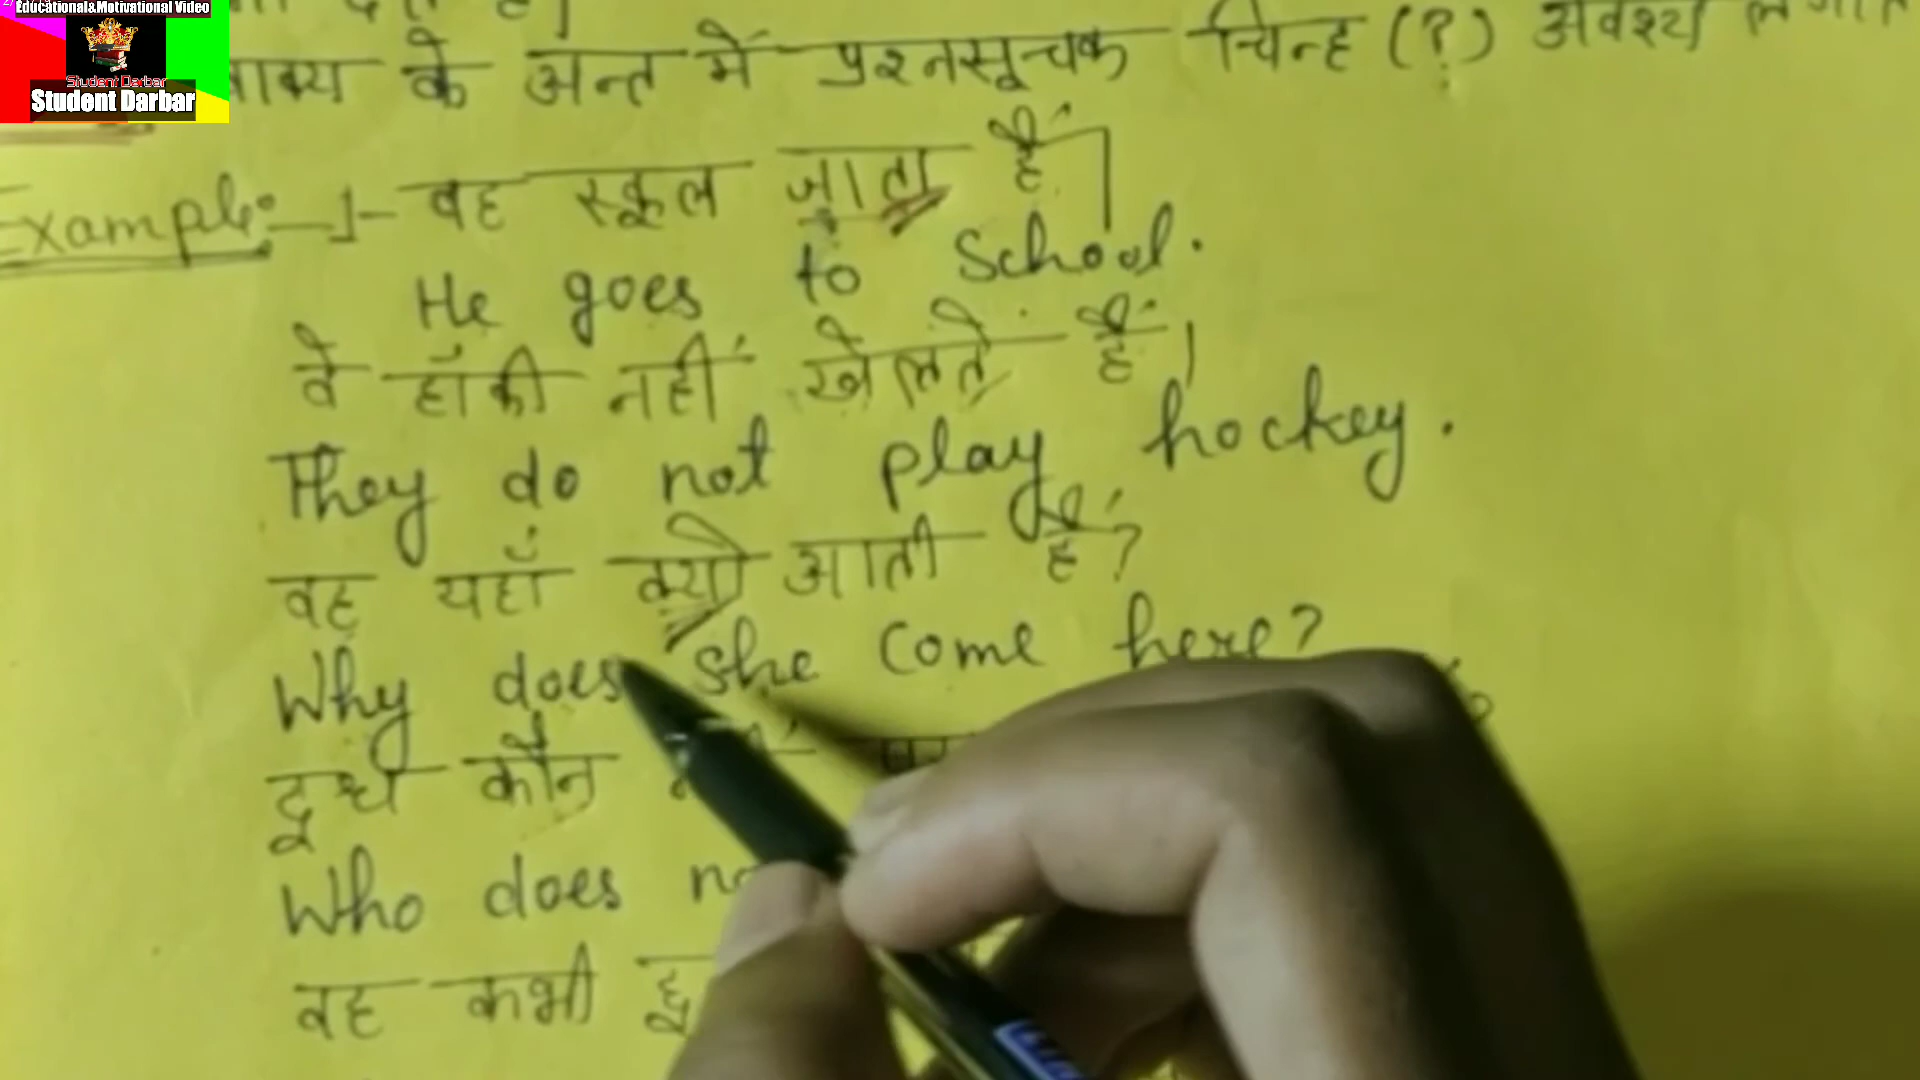 Educational&Motivational Video
Student Darbar
Student Darbar
वाक्य के अन्त में प्रश्नसूचक चिन्ह (?) अवश्य
Example:-1- वह स्कूल जाता है।
He goes to School.
वे हॉकी नहीं खेलते हैं।
They do not play hockey.
वह यहाँ क्यों आती है?
Why does she come here?
दूध कौन
Who does
वह कभी